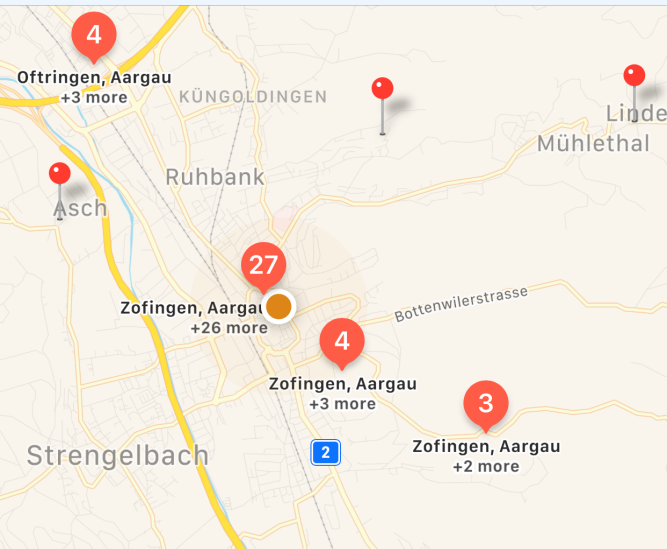 4
Oftringen, Aargau
+3 more
KÜNGOLDINGEN
Linde
Mühlethal
Ruhbank
Asch
27
Zofingen, Aargau
+26 more
Bottenwilerstrasse
4
Zofingen, Aargau
+3 more
3
Zofingen, Aargau
+2 more
Strengelbach
2